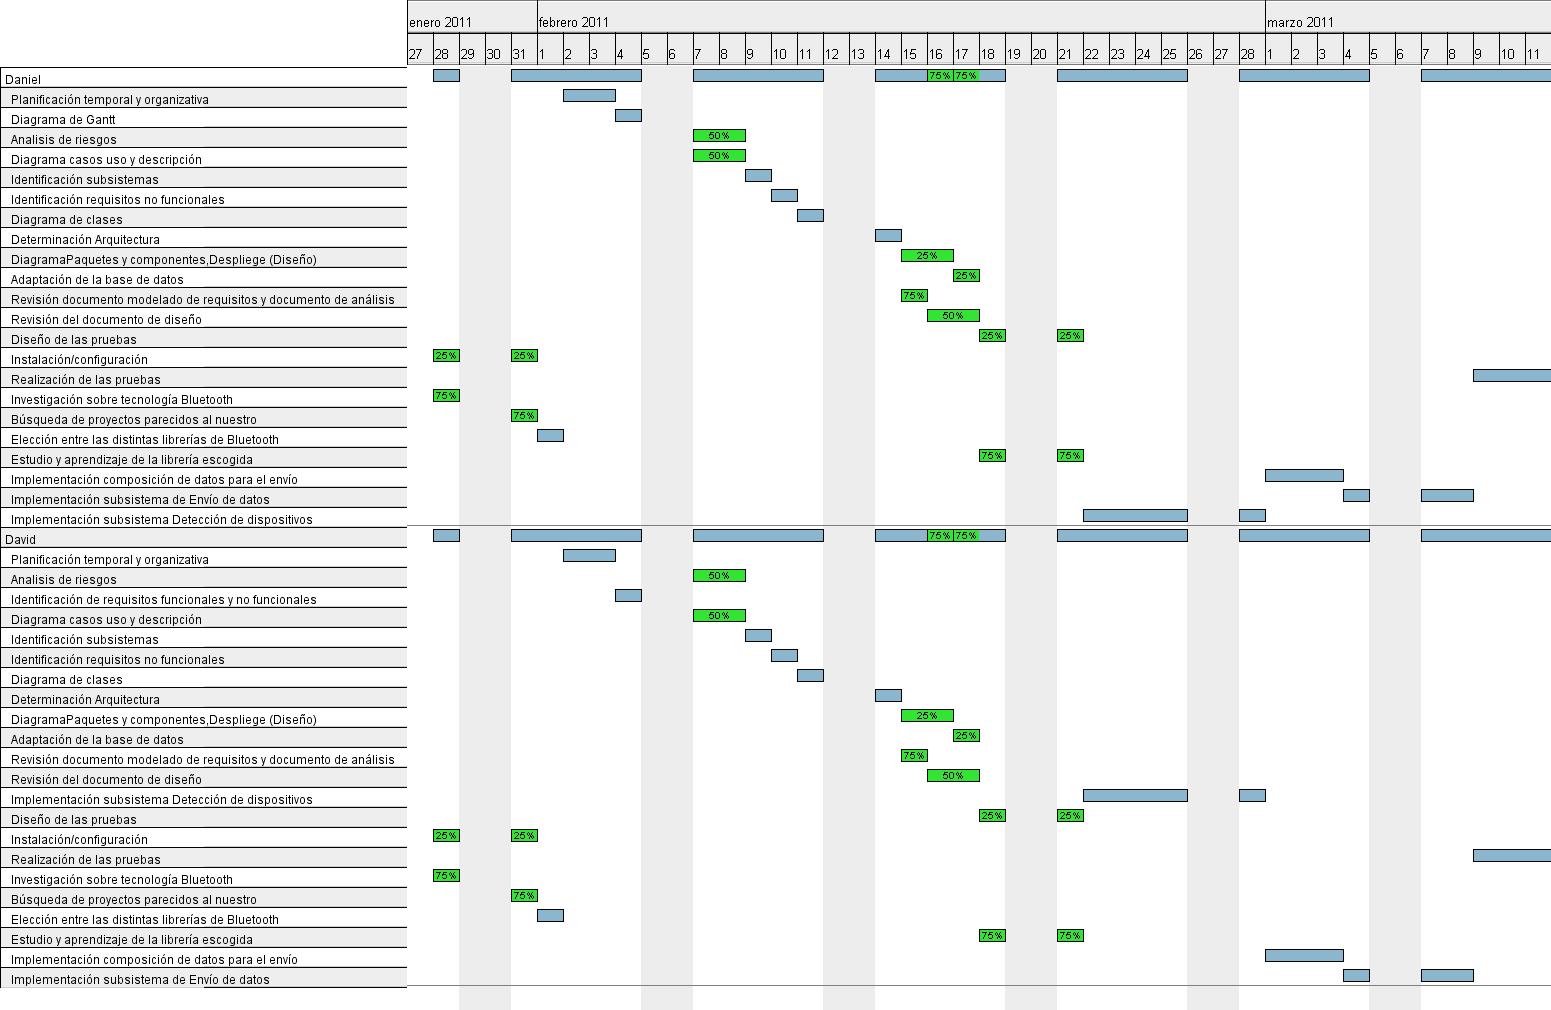 enero 2011 febrero 2011 marzo 2011
27 28 29 30 31 1 2 3 4 5 6 7 8 9 10 11 12 13 14 15 16 17 18 19 20 21 22 23 24 25 26 27 28 1 2 3 4 5 6 7 8 9 10 11
Daniel 75% 75%
Planificación temporal y organizativa
Diagrama de Gantt
Analisis de riesgos 50%
Diagrama casos uso y descripción 50%
Identificación subsistemas
Identificación requisitos no funcionales
Diagrama de clases
Determinación Arquitectura
DiagramaPaquetes y componentes,Despliege (Diseño) 25%
Adaptación de la base de datos 25%
Revisión documento modelado de requisitos y documento de análisis 75%
Revisión del documento de diseño 50%
Diseño de las pruebas 25% 25%
Instalación/configuración 25% 25%
Realización de las pruebas
Investigación sobre tecnología Bluetooth 75%
Búsqueda de proyectos parecidos al nuestro 75%
Elección entre las distintas librerías de Bluetooth
Estudio y aprendizaje de la librería escogida 75% 75%
Implementación composición de datos para el envío
Implementación subsistema de Envío de datos
Implementación subsistema Detección de dispositivos
David 75% 75%
Planificación temporal y organizativa
Analisis de riesgos 50%
Identificación de requisitos funcionales y no funcionales
Diagrama casos uso y descripción 50%
Identificación subsistemas
Identificación requisitos no funcionales
Diagrama de clases
Determinación Arquitectura
DiagramaPaquetes y componentes,Despliege (Diseño) 25%
Adaptación de la base de datos 25%
Revisión documento modelado de requisitos y documento de análisis 75%
Revisión del documento de diseño 50%
Implementación subsistema Detección de dispositivos
Diseño de las pruebas 25% 25%
Instalación/configuración 25% 25%
Realización de las pruebas
Investigación sobre tecnología Bluetooth 75%
Búsqueda de proyectos parecidos al nuestro 75%
Elección entre las distintas librerías de Bluetooth
Estudio y aprendizaje de la librería escogida 75% 75%
Implementación composición de datos para el envío
Implementación subsistema de Envío de datos